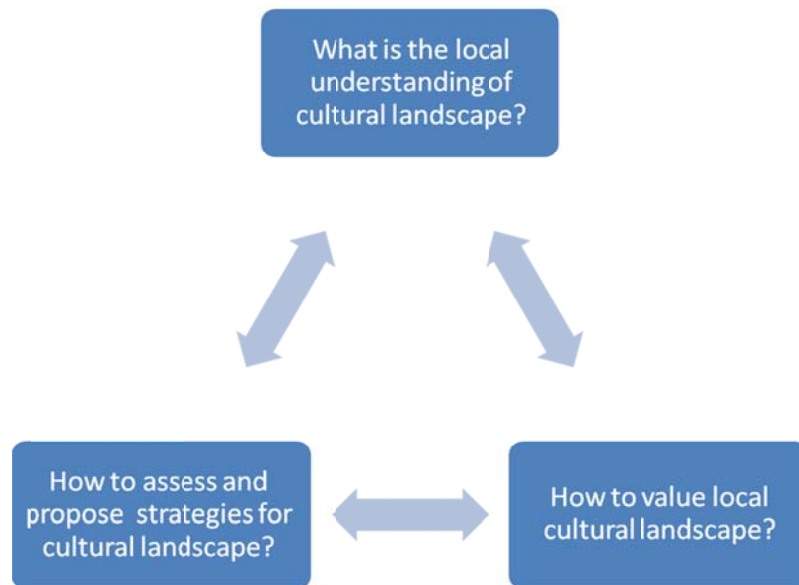 What is the local
understanding of
cultural landscape?
How to assess and
propose strategies for
cultural landscape?
How to value local
cultural landscape?